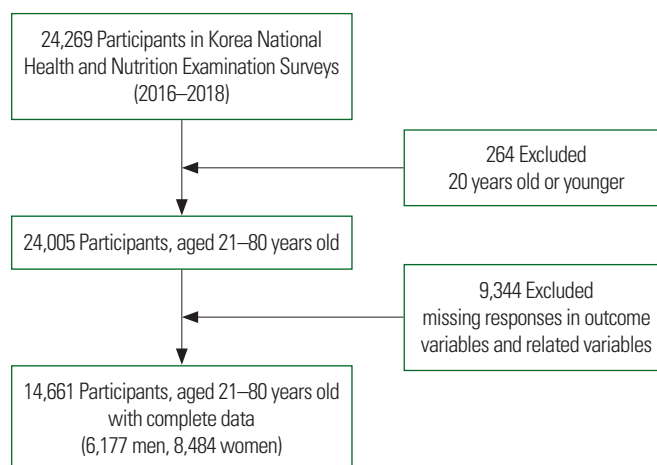 24,269 Participants in Korea National
Health and Nutrition Examination Surveys
(2016–2018)
264 Excluded
20 years old or younger
24,005 Participants, aged 21–80 years old
9,344 Excluded
missing responses in outcome
variables and related variables
14,661 Participants, aged 21–80 years old
with complete data
(6,177 men, 8,484 women)